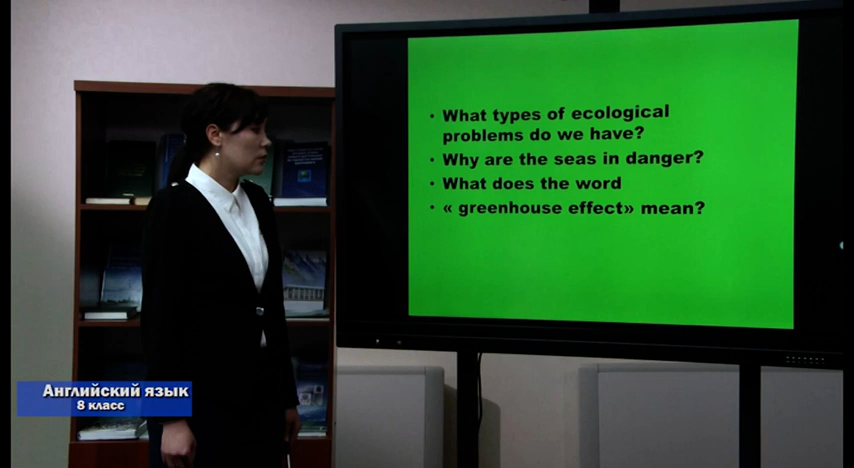 • What types of ecological
problems do we have?
• Why are the seas in danger?
• What does the word
• « greenhouse effect» mean?
Английский язык
8 класс